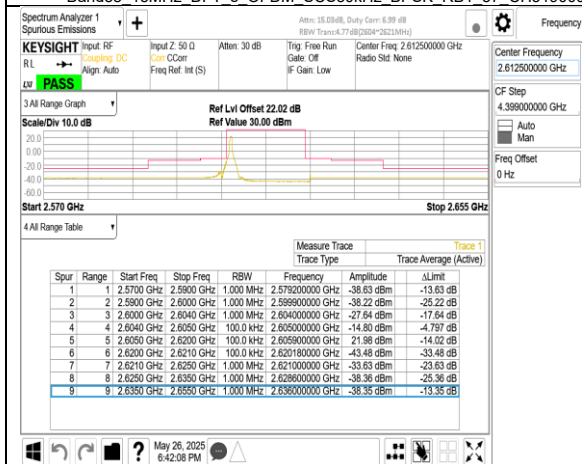 Spectrum Analyzer 1
Spurious Emissions
Attn: 15.03dB, Duty Corr: 6.99 dB
RBW Trans:4.77dB(2604~2621MHz)
Frequency
KEYSIGHT
Input: RF
Coupling: DC
Align: Auto
Input Z: 50 Ω
Corr CCorr
Freq Ref: Int (S)
Atten: 30 dB
Trig: Free Run
Gate: Off
IF Gain: Low
Center Freq: 2.612500000 GHz
Radio Std: None
RL
LXI PASS
Center Frequency
2.612500000 GHz
CF Step
4.399000000 GHz
Auto
Man
Freq Offset
0 Hz
3 All Range Graph
Scale/Div 10.0 dB
Ref Lvl Offset 22.02 dB
Ref Value 30.00 dBm
20.0
0.00
-20.0
-40.0
-60.0
Start 2.570 GHz
Stop 2.655 GHz
4 All Range Table
Measure Trace Trace 1
Trace Type Trace Average (Active)
Spur Range Start Freq Stop Freq RBW Frequency Amplitude ΔLimit
1 1 2.5700 GHz 2.5900 GHz 1.000 MHz 2.579200000 GHz -38.63 dBm -13.63 dB
2 2 2.5900 GHz 2.6000 GHz 1.000 MHz 2.599900000 GHz -38.22 dBm -25.22 dB
3 3 2.6000 GHz 2.6040 GHz 1.000 MHz 2.604000000 GHz -27.64 dBm -17.64 dB
4 4 2.6040 GHz 2.6050 GHz 100.0 kHz 2.605000000 GHz -14.80 dBm -4.797 dB
5 5 2.6050 GHz 2.6200 GHz 100.0 kHz 2.605900000 GHz 21.98 dBm -14.02 dB
6 6 2.6200 GHz 2.6210 GHz 100.0 kHz 2.620180000 GHz -43.48 dBm -33.48 dB
7 7 2.6210 GHz 2.6250 GHz 1.000 MHz 2.621000000 GHz -33.63 dBm -23.63 dB
8 8 2.6250 GHz 2.6350 GHz 1.000 MHz 2.628600000 GHz -38.36 dBm -25.36 dB
9 9 2.6350 GHz 2.6550 GHz 1.000 MHz 2.636000000 GHz -38.35 dBm -13.35 dB
May 26, 2025
6:42:08 PM